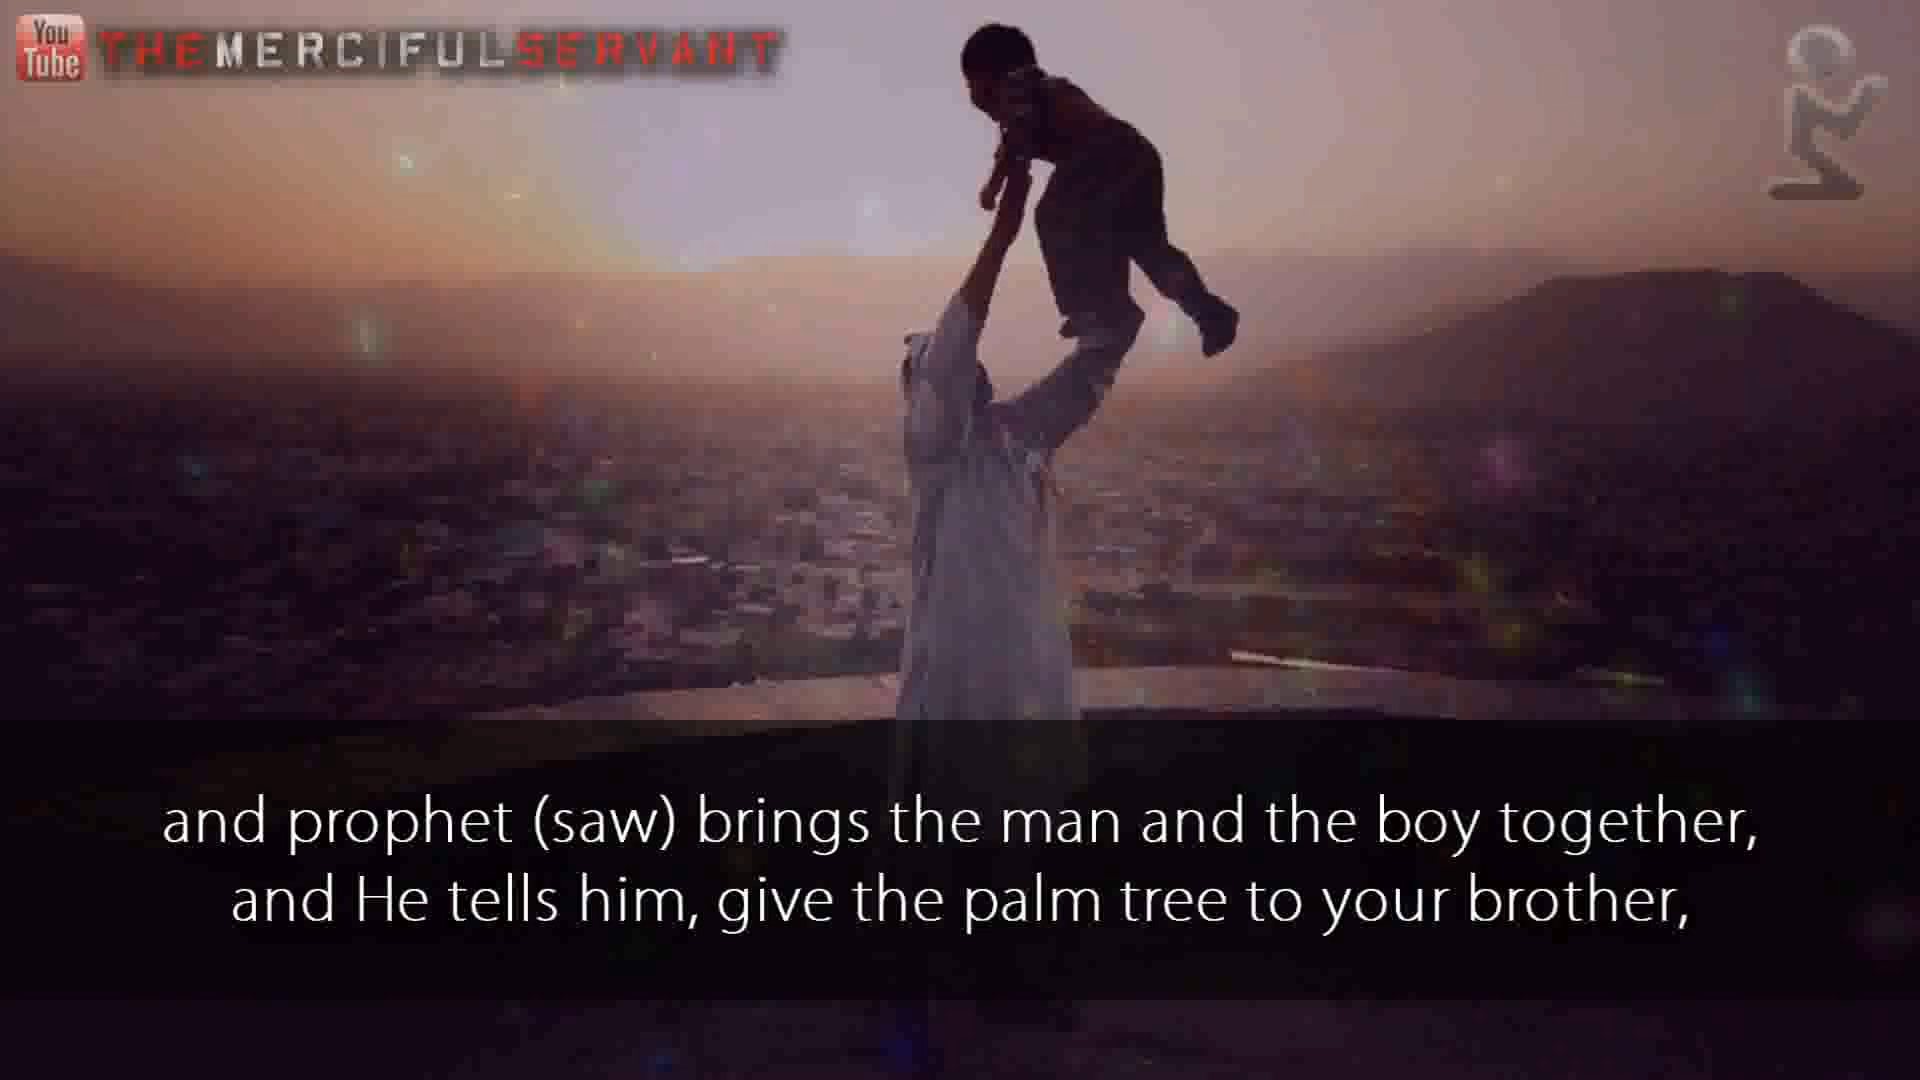 You
Tube
THEMERCIFULSERVANT
and prophet (saw) brings the man and the boy together,
and He tells him, give the palm tree to your brother,